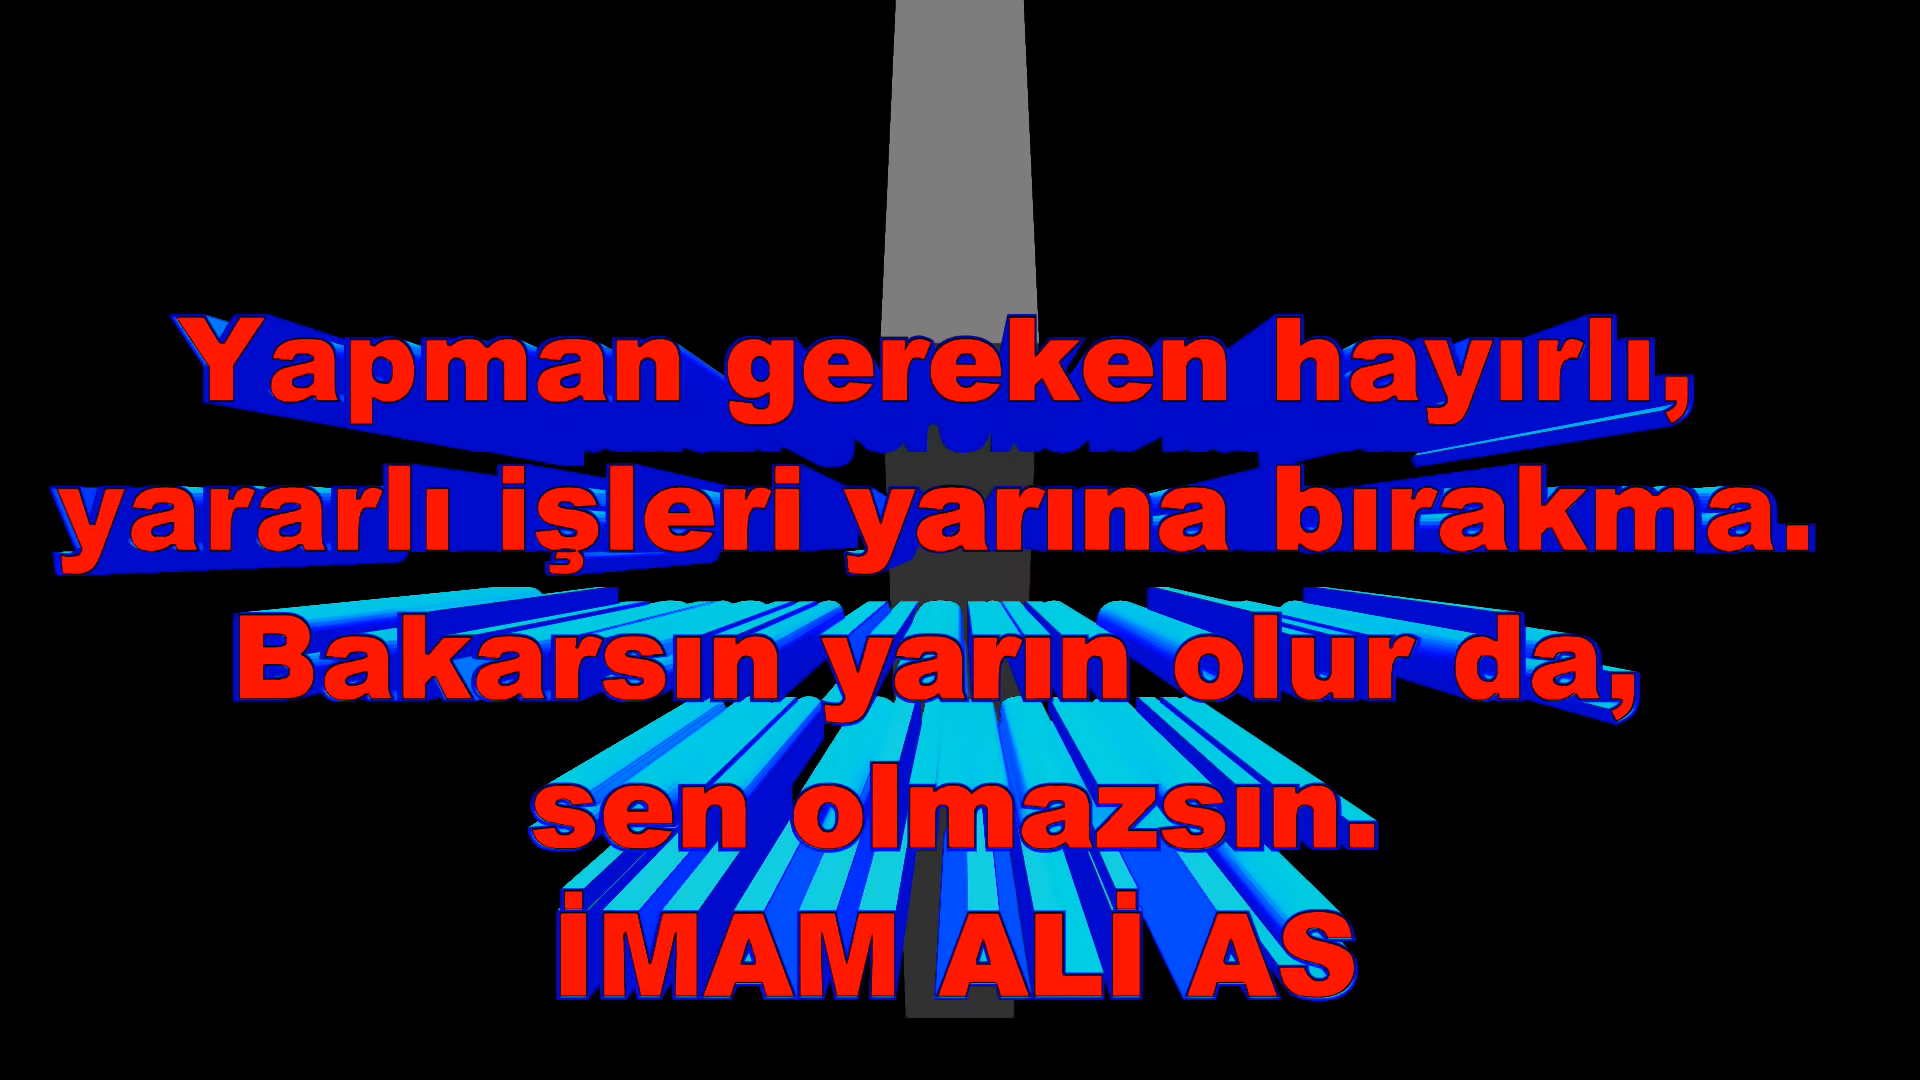 Yapman gereken hayırlı,
yararlı işleri yarına bırakma.
Bakarsın yarın olur da,
sen olmazsın.
İMAM ALİ AS